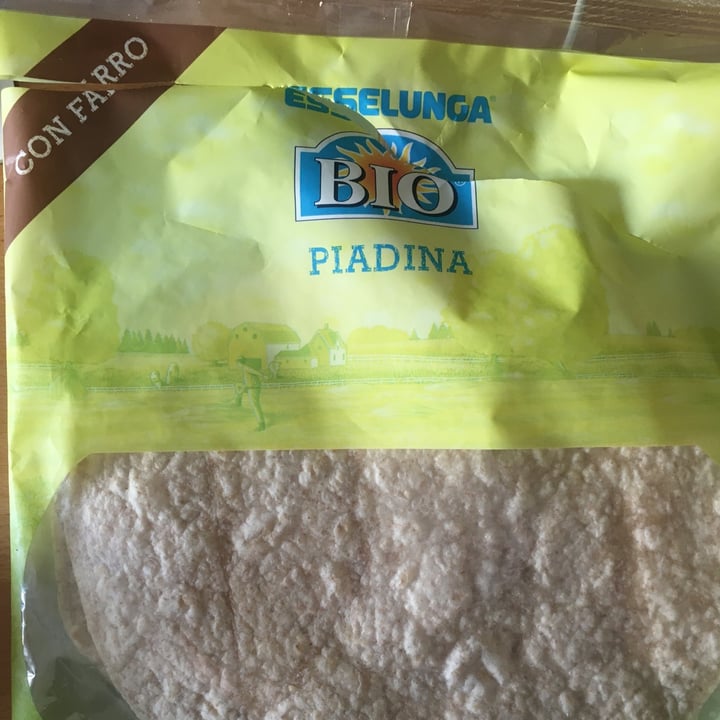 CON FARRO
ESSELUNGA®
BIO®
PIADINA